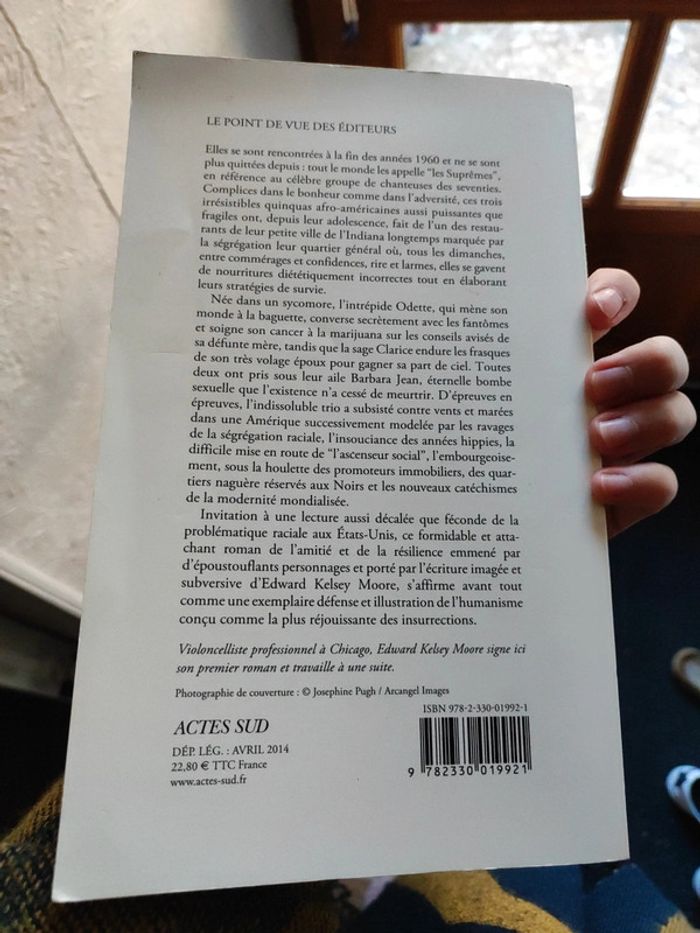 LE POINT DE VUE DES ÉDITEURS
Elles se sont rencontrées à la fin des années 1960 et ne se sont
plus quittées depuis : tout le monde les appelle "les Suprêmes",
en référence au célèbre groupe de chanteuses des seventies.
Complices dans le bonheur comme dans l'adversité, ces trois
irrésistibles quinquas afro-américaines aussi puissantes que
fragiles ont, depuis leur adolescence, fait de l'un des restau-
rants de leur petite ville de l'Indiana longtemps marquée par
la ségrégation leur quartier général où, tous les dimanches,
entre commérages et confidences, rire et larmes, elles se gavent
de nourritures diététiquement incorrectes tout en élaborant
leurs stratégies de survie.
Née dans un sycomore, l'intrépide Odette, qui mène son
monde à la baguette, converse secrètement avec les fantômes
et soigne son cancer à la marijuana sur les conseils avisés de
sa défunte mère, tandis que la sage Clarice endure les frasques
de son très volage époux pour gagner sa part de ciel. Toutes
deux ont pris sous leur aile Barbara Jean, éternelle bombe
sexuelle que l'existence n'a cessé de meurtrir. D'épreuves en
épreuves, l'indissoluble trio a subsisté contre vents et marées
dans une Amérique successivement modelée par les ravages
de la ségrégation raciale, l'insouciance des années hippies, la
difficile mise en route de "l'ascenseur social", l'embourgeoise-
ment, sous la houlette des promoteurs immobiliers, des quar-
tiers naguère réservés aux Noirs et les nouveaux catéchismes
de la modernité mondialisée.
Invitation à une lecture aussi décalée que féconde de la
problématique raciale aux États-Unis, ce formidable et atta-
chant roman de l'amitié et de la résilience emmené par
d'époustouflants personnages et porté par l'écriture imagée et
subversive d'Edward Kelsey Moore, s'affirme avant tout
comme une exemplaire défense et illustration de l'humanisme
conçu comme la plus réjouissante des insurrections.
Violoncelliste professionnel à Chicago, Edward Kelsey Moore signe ici
son premier roman et travaille à une suite.
Photographie de couverture : © Josephine Pugh / Arcangel Images
ACTES SUD
DÉP. LÉG. : AVRIL 2014
22,80 € TTC France
www.actes-sud.fr
ISBN 978-2-330-01992-1
9 782330 019921